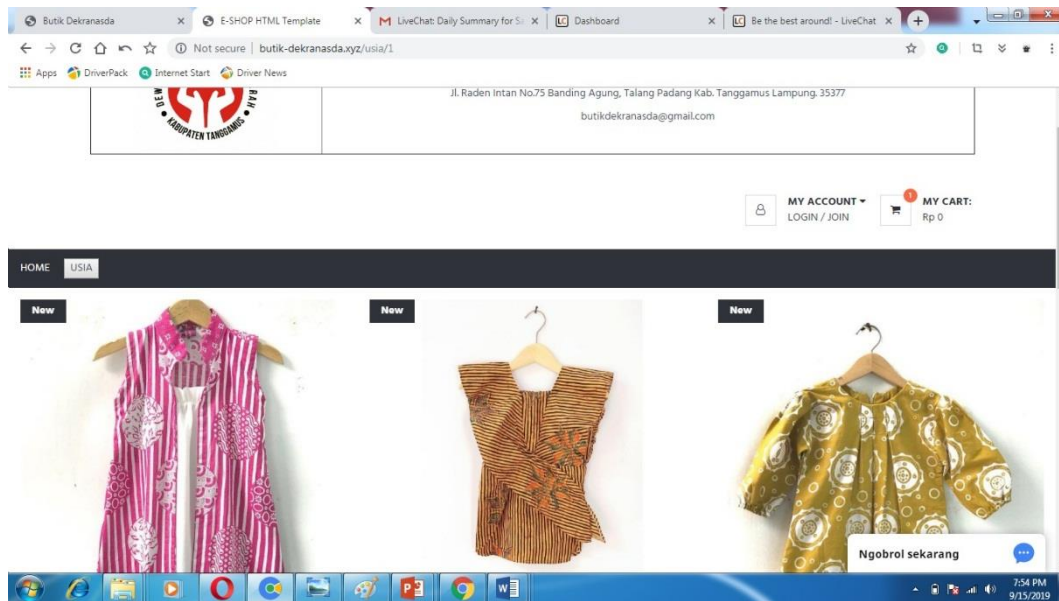 Butik Dekranasda
E-SHOP HTML Template
LiveChat: Daily Summary for Sa
Dashboard
Be the best around! - LiveChat
Not secure | butik-dekranasda.xyz/usia/1
Apps DriverPack Internet Start Driver News
Jl. Raden Intan No.75 Banding Agung, Talang Padang Kab. Tanggamus Lampung. 35377
butikdekranasda@gmail.com
KABUPATEN TANGGAMUS
MY ACCOUNT
LOGIN / JOIN
1
MY CART:
Rp 0
HOME USIA
New
New
New
Ngobrol sekarang
7:54 PM
9/15/2019